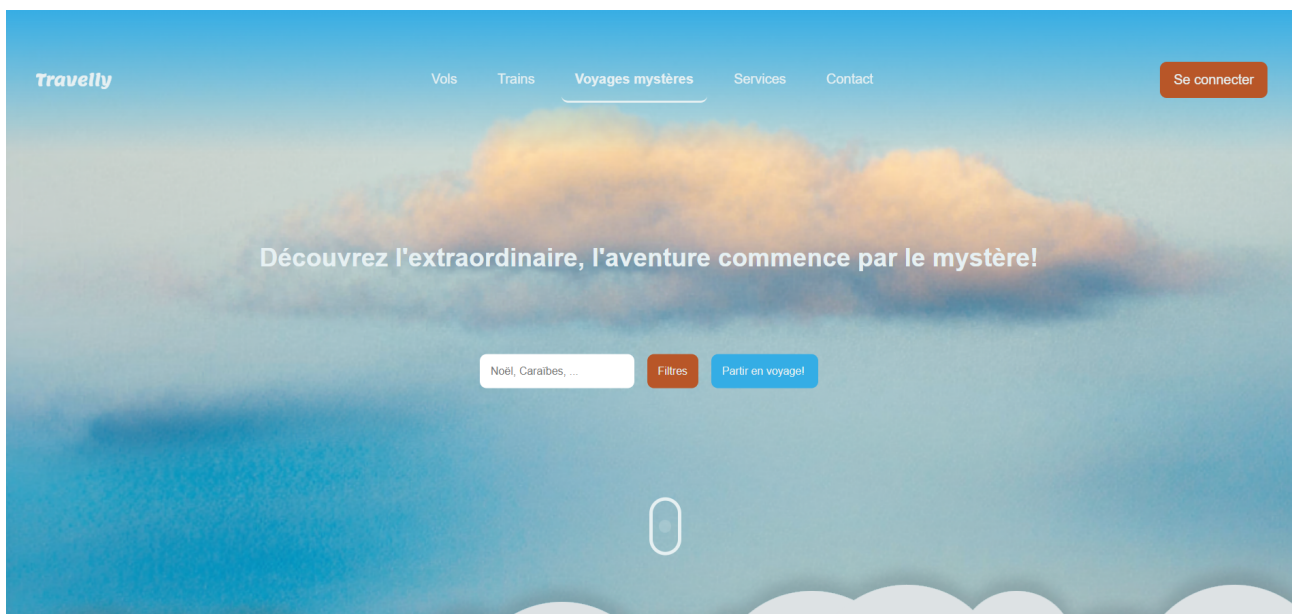 Travelly
Vols
Trains
Voyages mystères
Services
Contact
Se connecter
Découvrez l'extraordinaire, l'aventure commence par le mystère!
Noël, Caraïbes, ...
Filtres
Partir en voyage!